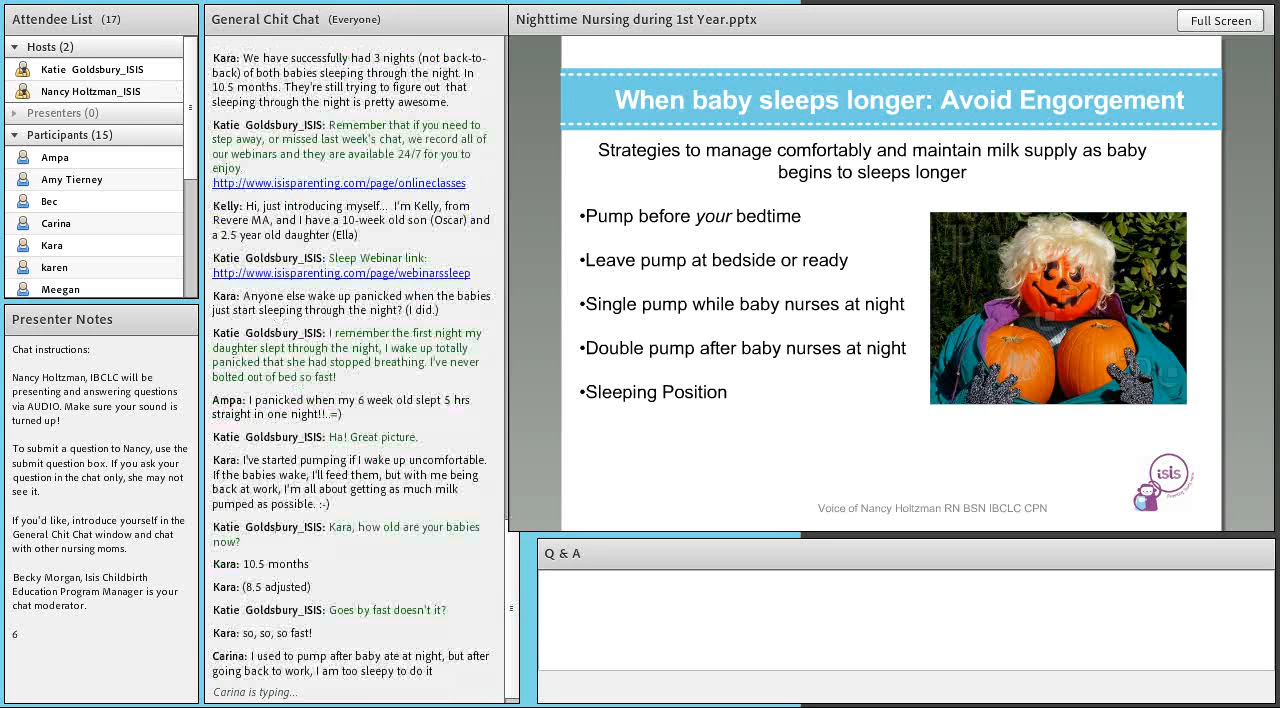 Attendee List (17)
Hosts (2)
Katie Goldsbury_ISIS
Nancy Holtzman_ISIS
Presenters (0)
Participants (15)
Ampa
Amy Tierney
Bec
Carina
Kara
karen
Meegan
Presenter Notes
Chat instructions:
Nancy Holtzman, IBCLC will be
presenting and answering questions
via AUDIO. Make sure your sound is
turned up!
To submit a question to Nancy, use the
submit question box. If you ask your
question in the chat only, she may not
see it.
If you'd like, introduce yourself in the
General Chit Chat window and chat
with other nursing moms.
Becky Morgan, Isis Childbirth
Education Program Manager is your
chat moderator.
6
General Chit Chat (Everyone)
Kara: We have successfully had 3 nights (not back-to-
back) of both babies sleeping through the night. In
10.5 months. They're still trying to figure out that
sleeping through the night is pretty awesome.
Katie Goldsbury_ISIS: Remember that if you need to
step away, or missed last week's chat, we record all of
our webinars and they are available 24/7 for you to
enjoy.
http://www.isisparenting.com/page/onlineclasses
Kelly: Hi, just introducing myself... I'm Kelly, from
Revere MA, and I have a 10-week old son (Oscar) and
a 2.5 year old daughter (Ella)
Katie Goldsbury_ISIS: Sleep Webinar link:
http://www.isisparenting.com/page/webinarssleep
Kara: Anyone else wake up panicked when the babies
just start sleeping through the night? (I did.)
Katie Goldsbury_ISIS: I remember the first night my
daughter slept through the night, I wake up totally
panicked that she had stopped breathing. I've never
bolted out of bed so fast!
Ampa: I panicked when my 6 week old slept 5 hrs
straight in one night!!..=)
Katie Goldsbury_ISIS: Ha! Great picture.
Kara: I've started pumping if I wake up uncomfortable.
If the babies wake, I'll feed them, but with me being
back at work, I'm all about getting as much milk
pumped as possible. :-)
Katie Goldsbury_ISIS: Kara, how old are your babies
now?
Kara: 10.5 months
Kara: (8.5 adjusted)
Katie Goldsbury_ISIS: Goes by fast doesn't it?
Kara: so, so, so fast!
Carina: I used to pump after baby ate at night, but after
going back to work, I am too sleepy to do it
Carina is typing...
Nighttime Nursing during 1st Year.pptx
Full Screen
When baby sleeps longer: Avoid Engorgement
Strategies to manage comfortably and maintain milk supply as baby
begins to sleeps longer
•Pump before your bedtime
•Leave pump at bedside or ready
•Single pump while baby nurses at night
•Double pump after baby nurses at night
•Sleeping Position
isis
Voice of Nancy Holtzman RN BSN IBCLC CPN
Q & A